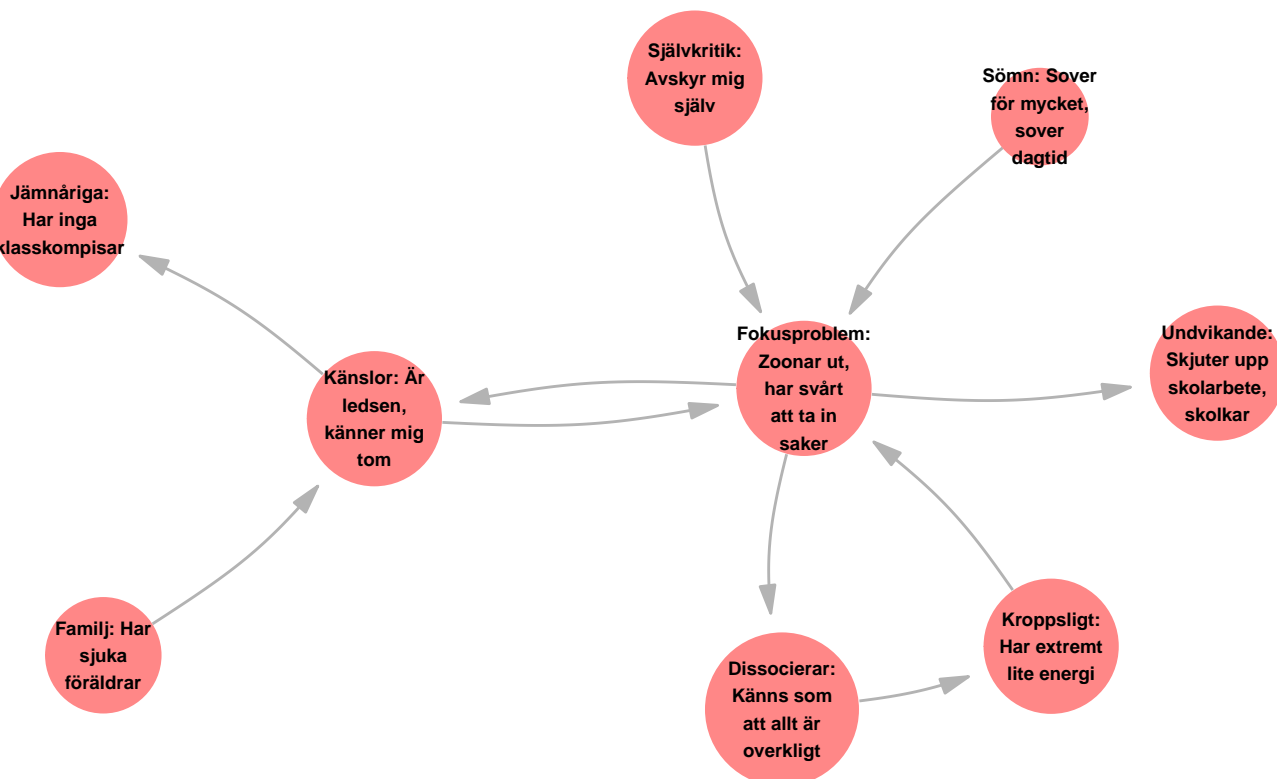 Självkritik:
Avskyr mig
själv
Sömn: Sover
för mycket,
sover
dagtid
Jämnåriga:
Har inga
klasskompisar
Fokusproblem:
Zoonar ut,
har svårt
att ta in
saker
Undvikande:
Skjuter upp
skolarbete,
skolkar
Känslor: Är
ledsen,
känner mig
tom
Familj: Har
sjuka
föräldrar
Kroppsligt:
Har extremt
lite energi
Dissocierar:
Känns som
att allt är
overkligt